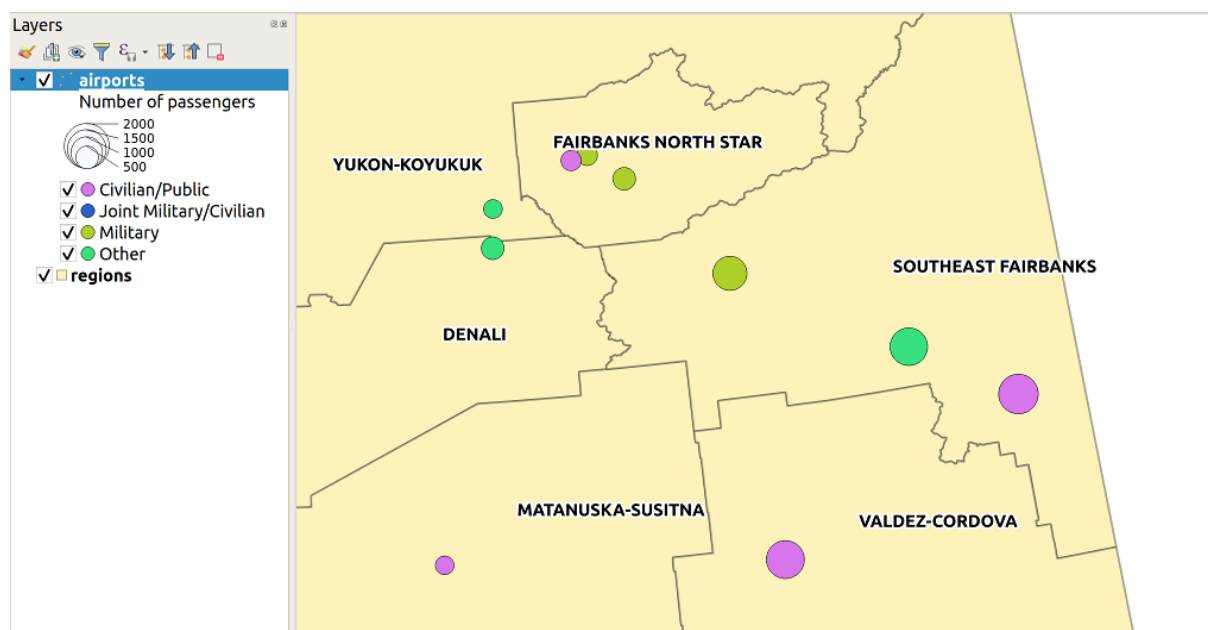 Layers
airports
Number of passengers
2000
1500
1000
500
Civilian/Public
Joint Military/Civilian
Military
Other
regions
FAIRBANKS NORTH STAR
YUKON-KOYUKUK
SOUTHEAST FAIRBANKS
DENALI
MATANUSKA-SUSITNA
VALDEZ-CORDOVA